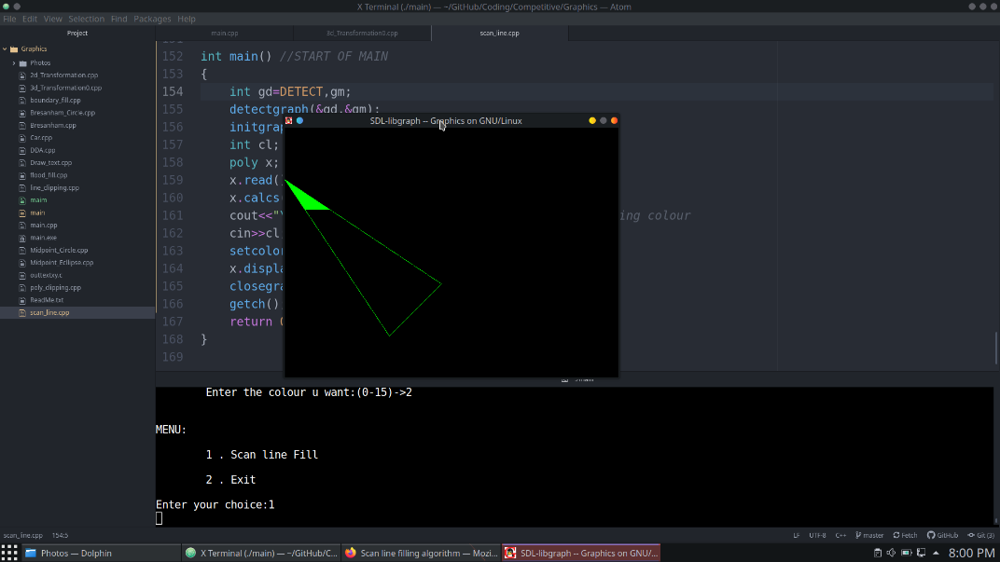 X Terminal (./main) — ~/GitHub/Coding/Competitive/Graphics — Atom
File Edit View Selection Find Packages Help
Project
main.cpp
3d_Transformation0.cpp
scan_line.cpp
Graphics
Photos
2d_Transformation.cpp
3d_Transformation0.cpp
boundary_fill.cpp
Bresanham_Circle.cpp
Bresanham.cpp
Car.cpp
DDA.cpp
Draw_text.cpp
flood_fill.cpp
line_clipping.cpp
maim
main
main.cpp
main.exe
Midpoint_Circle.cpp
Midpoint_Ecllipse.cpp
outtextxy.c
poly_clipping.cpp
ReadMe.txt
scan_line.cpp
152 int main() //START OF MAIN
153 {
154 int gd=DETECT,gm;
155 detectgraph(&gd,&gm);
156 initgra
157 int cl;
158 poly x;
159 x.read(
160 x.calcs
161 cout<<"\ ing colour
162 cin>>cl
163 setcolo
164 x.displ
165 closegr
166 getch()
167 return
168 }
169
SDL-libgraph -- Graphics on GNU/Linux
Enter the colour u want:(0-15)->2
MENU:
1 . Scan line Fill
2 . Exit
Enter your choice:1
scan_line.cpp 154:5 LF UTF-8 C++ master Fetch GitHub Git (3)
Photos — Dolphin
X Terminal (./main) — ~/GitHub/C...
Scan line filling algorithm — Mozi...
SDL-libgraph -- Graphics on GNU/...
8:00 PM